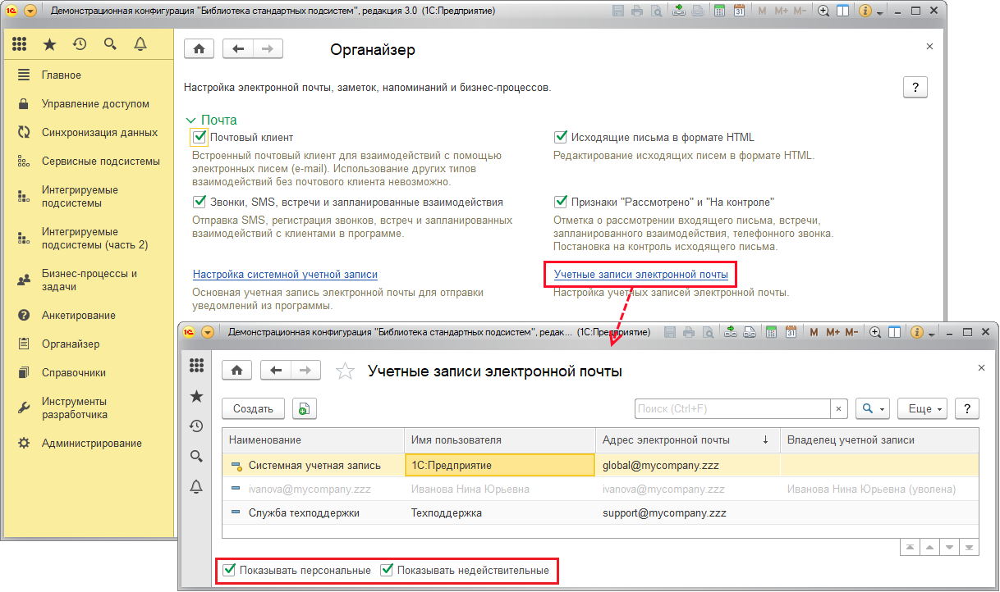 Демонстрационная конфигурация "Библиотека стандартных подсистем", редакция 3.0 (1С:Предприятие)
M M+ M-
Главное
Управление доступом
Синхронизация данных
Сервисные подсистемы
Интегрируемые
подсистемы
Интегрируемые
подсистемы (часть 2)
Бизнес-процессы и
задачи
Анкетирование
Органайзер
Справочники
Инструменты
разработчика
Администрирование
Органайзер
Настройка электронной почты, заметок, напоминаний и бизнес-процессов.
?
Почта
Почтовый клиент
Встроенный почтовый клиент для взаимодействий с помощью
электронных писем (e-mail). Использование других типов
взаимодействий без почтового клиента невозможно.
Исходящие письма в формате HTML
Редактирование исходящих писем в формате HTML.
Звонки, SMS, встречи и запланированные взаимодействия
Отправка SMS, регистрация звонков, встреч и запланированных
взаимодействий с клиентами в программе.
Признаки "Рассмотрено" и "На контроле"
Отметка о рассмотрении входящего письма, встречи,
запланированного взаимодействия, телефонного звонка.
Постановка на контроль исходящего письма.
Настройка системной учетной записи
Основная учетная запись электронной почты для отправки
уведомлений из программы.
Учетные записи электронной почты
Настройка учетных записей электронной почты.
Демонстрационная конфигурация "Библиотека стандартных подсистем", редак... (1С:Предприятие)
31
M M+ M-
Учетные записи электронной почты
Создать
Поиск (Ctrl+F)
×
Еще
?
Наименование Имя пользователя Адрес электронной почты ↓ Владелец учетной записи
Системная учетная запись 1С:Предприятие global@mycompany.zzz
ivanova@mycompany.zzz Иванова Нина Юрьевна ivanova@mycompany.zzz Иванова Нина Юрьевна (уволена)
Служба техподдержки Техподдержка support@mycompany.zzz
Показывать персональные Показывать недействительные